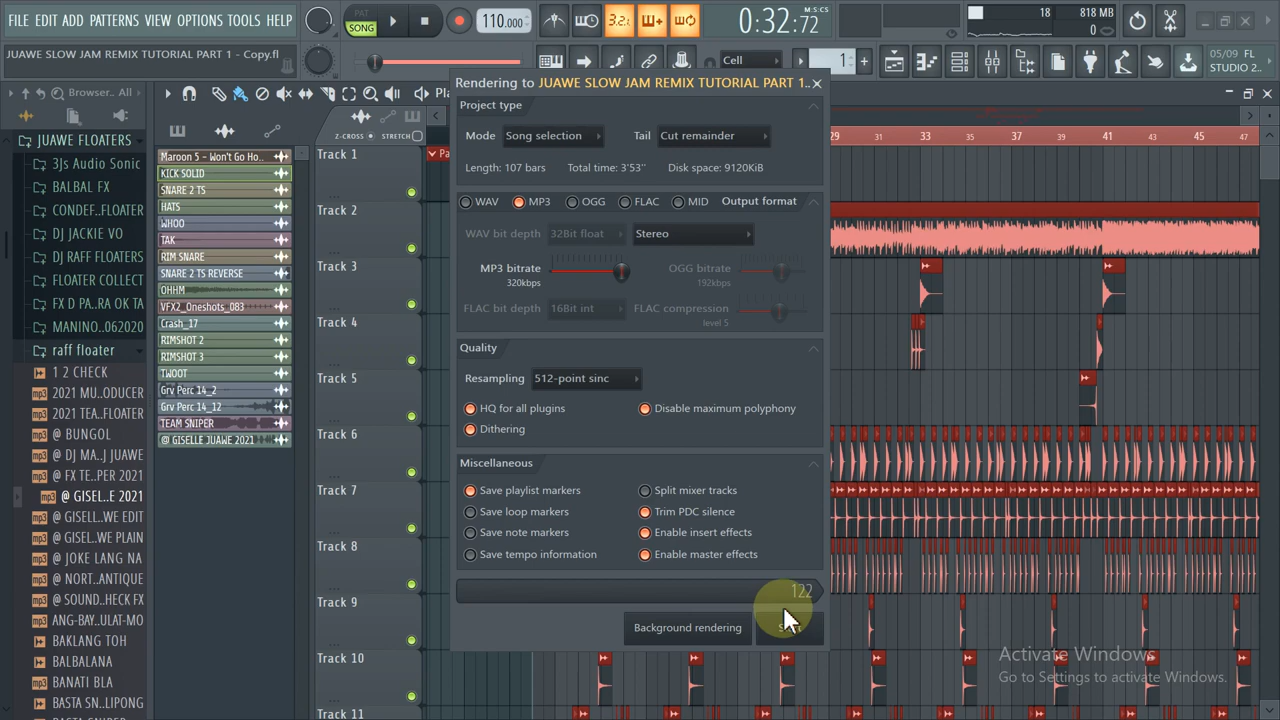 FILE EDIT ADD PATTERNS VIEW OPTIONS TOOLS HELP
PAT
SONG
110.000
3.2.
0:32:72
M:S:CS
18
818 MB
0
JUAWE SLOW JAM REMIX TUTORIAL PART 1 - Copy.fl
Cell
1
05/09 FL
STUDIO 2..
Rendering to JUAWE SLOW JAM REMIX TUTORIAL PART 1..
Browser.. All
Z-CROSS
STRETCH
29 31 33 35 37 39 41 43 45 47
JUAWE FLOATERS
3Js Audio Sonic
BALBAL FX
CONDEF..FLOATER
DJ JACKIE VO
DJ RAFF FLOATERS
FLOATER COLLECT
FX D PA..RA OK TA
MANINO..062020
raff floater
1 2 CHECK
2021 MU..ODUCER
2021 TEA..FLOATER
@ BUNGOL
@ DJ MA..J JUAWE
@ FX TE..PER 2021
@ GISEL..E 2021
@ GISELL..WE EDIT
@ GISELL..WE PLAIN
@ JOKE LANG NA
@ NORT..ANTIQUE
@ SOUND..HECK FX
ANG-BAY..ULAT-MO
BAKLANG TOH
BALBALANA
BANATI BLA
BASTA SN..LIPONG
Maroon 5 - Won't Go Ho..
KICK SOLID
SNARE 2 TS
HATS
WHOO
TAK
RIM SNARE
SNARE 2 TS REVERSE
OHHM
VFX2_Oneshots_083
Crash_17
RIMSHOT 2
RIMSHOT 3
TWOOT
Grv Perc 14_2
Grv Perc 14_12
TEAM SNIPER
@ GISELLE JUAWE 2021
Track 1
Track 2
Track 3
Track 4
Track 5
Track 6
Track 7
Track 8
Track 9
Track 10
Track 11
Project type
Mode Song selection
Tail Cut remainder
Length: 107 bars Total time: 3'53'' Disk space: 9120KiB
WAV MP3 OGG FLAC MID Output format
WAV bit depth 32Bit float Stereo
MP3 bitrate
320kbps
OGG bitrate
192kbps
FLAC bit depth 16Bit int FLAC compression
level 5
Quality
Resampling 512-point sinc
HQ for all plugins Disable maximum polyphony
Dithering
Miscellaneous
Save playlist markers Split mixer tracks
Save loop markers Trim PDC silence
Save note markers Enable insert effects
Save tempo information Enable master effects
122
Background rendering
Activate Windows
Go to Settings to activate Windows.